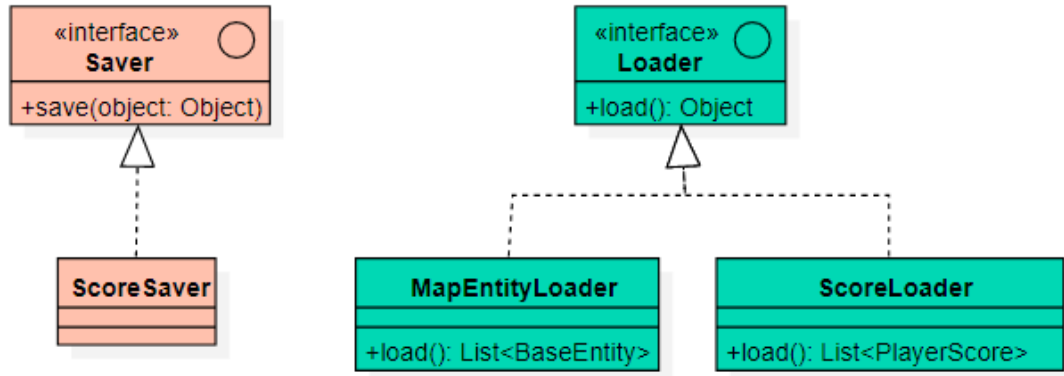 «interface»
Saver
+save(object: Object)
ScoreSaver
«interface»
Loader
+load(): Object
MapEntityLoader
+load(): List<BaseEntity>
ScoreLoader
+load(): List<PlayerScore>